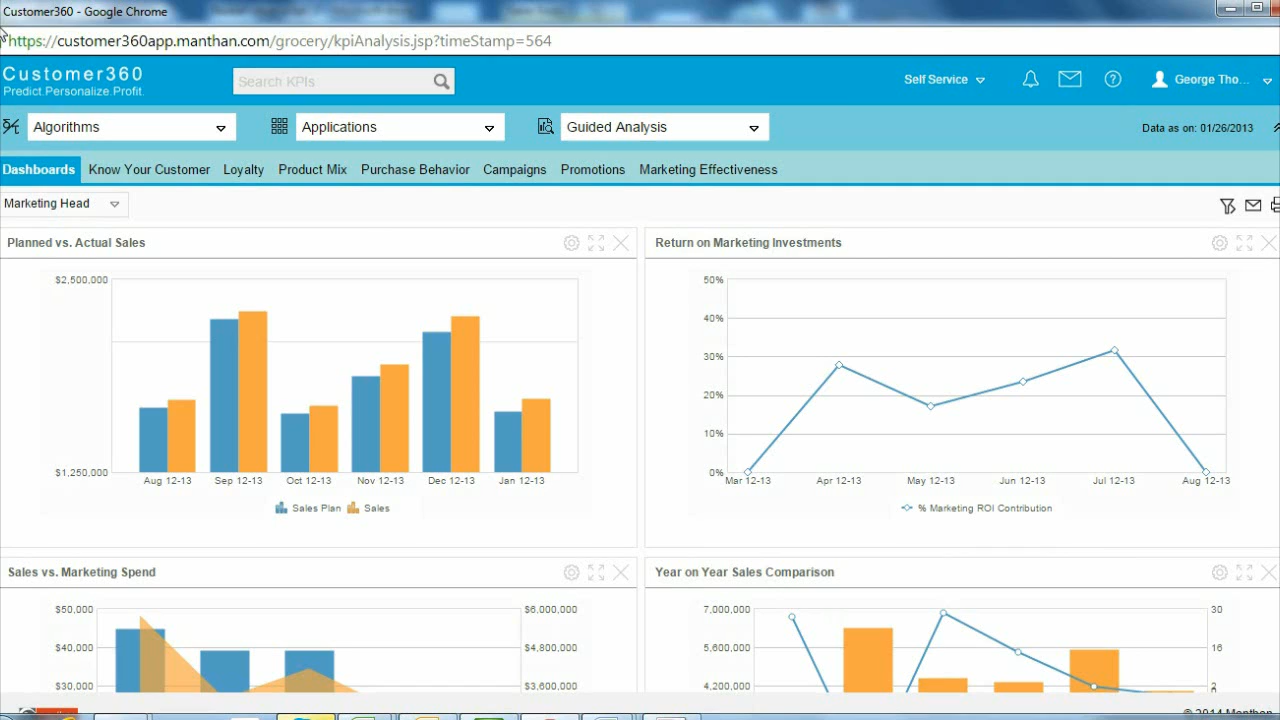 Customer360 - Google Chrome
https://customer360app.manthan.com/grocery/kpiAnalysis.jsp?timeStamp=564
Customer360
Predict.Personalize.Profit.
Search KPIs
Self Service
George Tho...
Algorithms
Applications
Guided Analysis
Data as on: 01/26/2013
Dashboards Know Your Customer Loyalty Product Mix Purchase Behavior Campaigns Promotions Marketing Effectiveness
Marketing Head
Planned vs. Actual Sales
$2,500,000
$1,250,000
Aug 12-13 Sep 12-13 Oct 12-13 Nov 12-13 Dec 12-13 Jan 12-13
Sales Plan Sales
Return on Marketing Investments
50%
40%
30%
20%
10%
0%
Mar 12-13 Apr 12-13 May 12-13 Jun 12-13 Jul 12-13 Aug 12-13
% Marketing ROI Contribution
Sales vs. Marketing Spend
$50,000 $6,000,000
$40,000 $4,800,000
$30,000 $3,600,000
Year on Year Sales Comparison
7,000,000 30
5,600,000 16
4,200,000 2
0
© 2014 Manthan